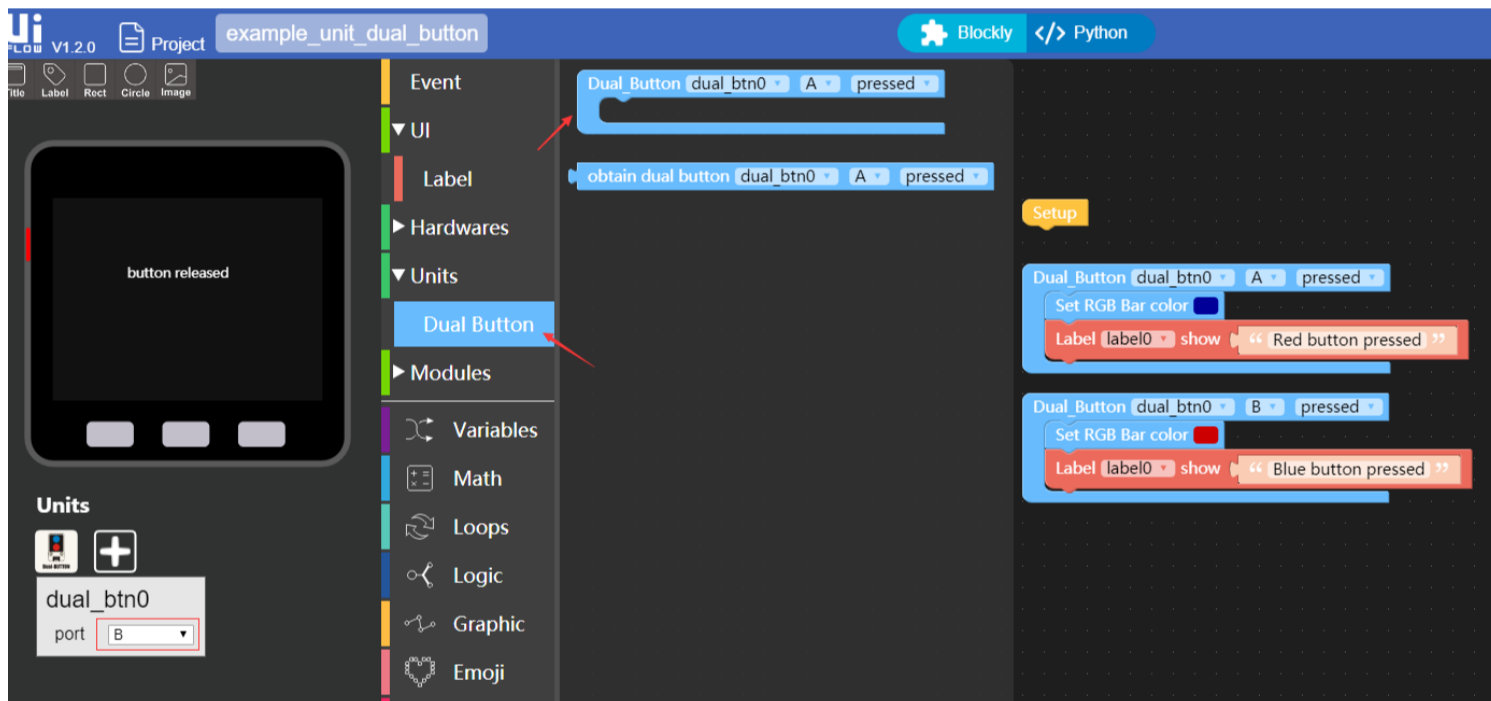 Ui
FLOW V1.2.0 Project example_unit_dual_button Blockly </> Python
Title Label Rect Circle Image
button released
Units
Dual-BUTTON
dual_btn0
port B
Event
UI
Label
Hardwares
Units
Dual Button
Modules
Variables
Math
Loops
Logic
Graphic
Emoji
Dual_Button dual_btn0 A pressed
obtain dual button dual_btn0 A pressed
Setup
Dual_Button dual_btn0 A pressed
Set RGB Bar color
Label label0 show “ Red button pressed ”
Dual_Button dual_btn0 B pressed
Set RGB Bar color
Label label0 show “ Blue button pressed ”